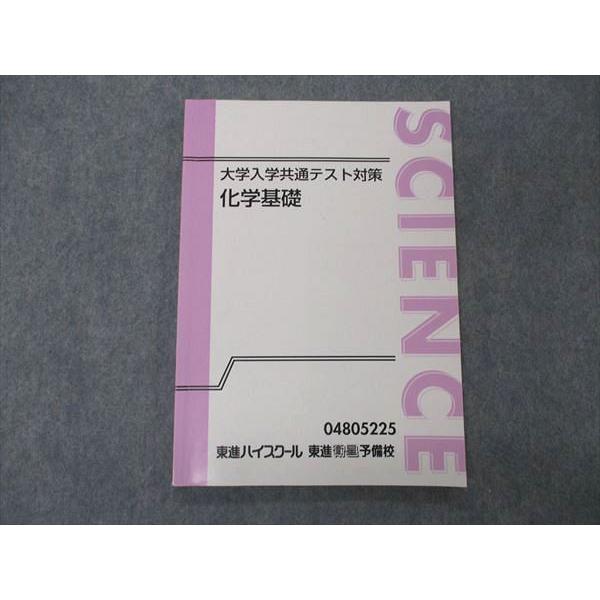 大学入学共通テスト対策
化学基礎
SCIENCE
04805225
東進ハイスクール 東進衛星予備校